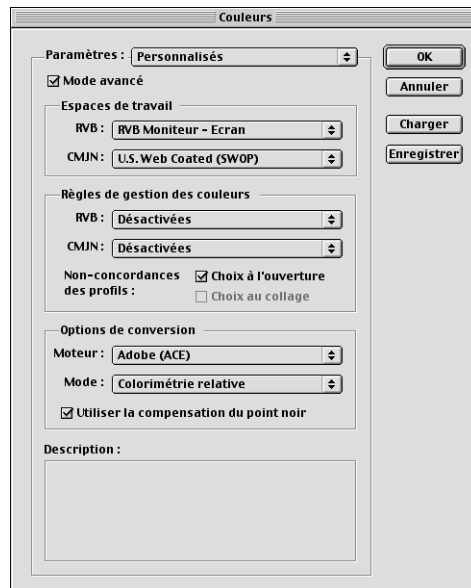 Couleurs
Paramètres : Personnalisés
OK
Mode avancé
Annuler
Espaces de travail
RVB : RVB Moniteur - Ecran
Charger
CMJN : U.S. Web Coated (SWOP)
Enregistrer
Règles de gestion des couleurs
RVB : Désactivées
CMJN : Désactivées
Non-concordances des profils :
Choix à l'ouverture
Choix au collage
Options de conversion
Moteur : Adobe (ACE)
Mode : Colorimétrie relative
Utiliser la compensation du point noir
Description :